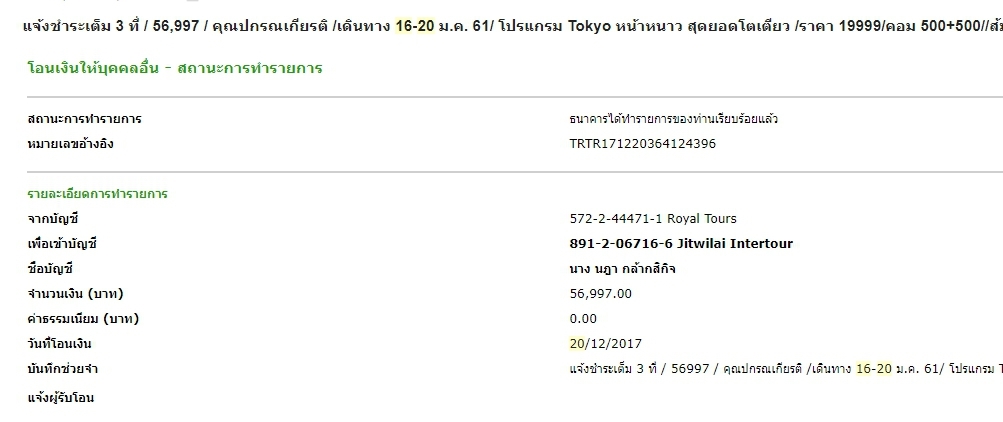 แจ้งชำระเต็ม 3 ที่ / 56,997 / คุณปกรณเกียรติ /เดินทาง 16-20 ม.ค. 61/ โปรแกรม Tokyo หน้าหนาว สุดยอดโตเดียว /ราคา 19999/คอม 500+500//ส้ม
โอนเงินให้บุคคลอื่น - สถานะการทำรายการ
สถานะการทำรายการ ธนาคารได้ทำรายการของท่านเรียบร้อยแล้ว
หมายเลขอ้างอิง TRTR171220364124396
รายละเอียดการทำรายการ
จากบัญชี 572-2-44471-1 Royal Tours
เพื่อเข้าบัญชี 891-2-06716-6 Jitwilai Intertour
ชื่อบัญชี นาง นฎา กล้ากสิกิจ
จำนวนเงิน (บาท) 56,997.00
ค่าธรรมเนียม (บาท) 0.00
วันที่โอนเงิน 20/12/2017
บันทึกช่วยจำ แจ้งชำระเต็ม 3 ที่ / 56997 / คุณปกรณเกียรติ /เดินทาง 16-20 ม.ค. 61/ โปรแกรม T
แจ้งผู้รับโอน